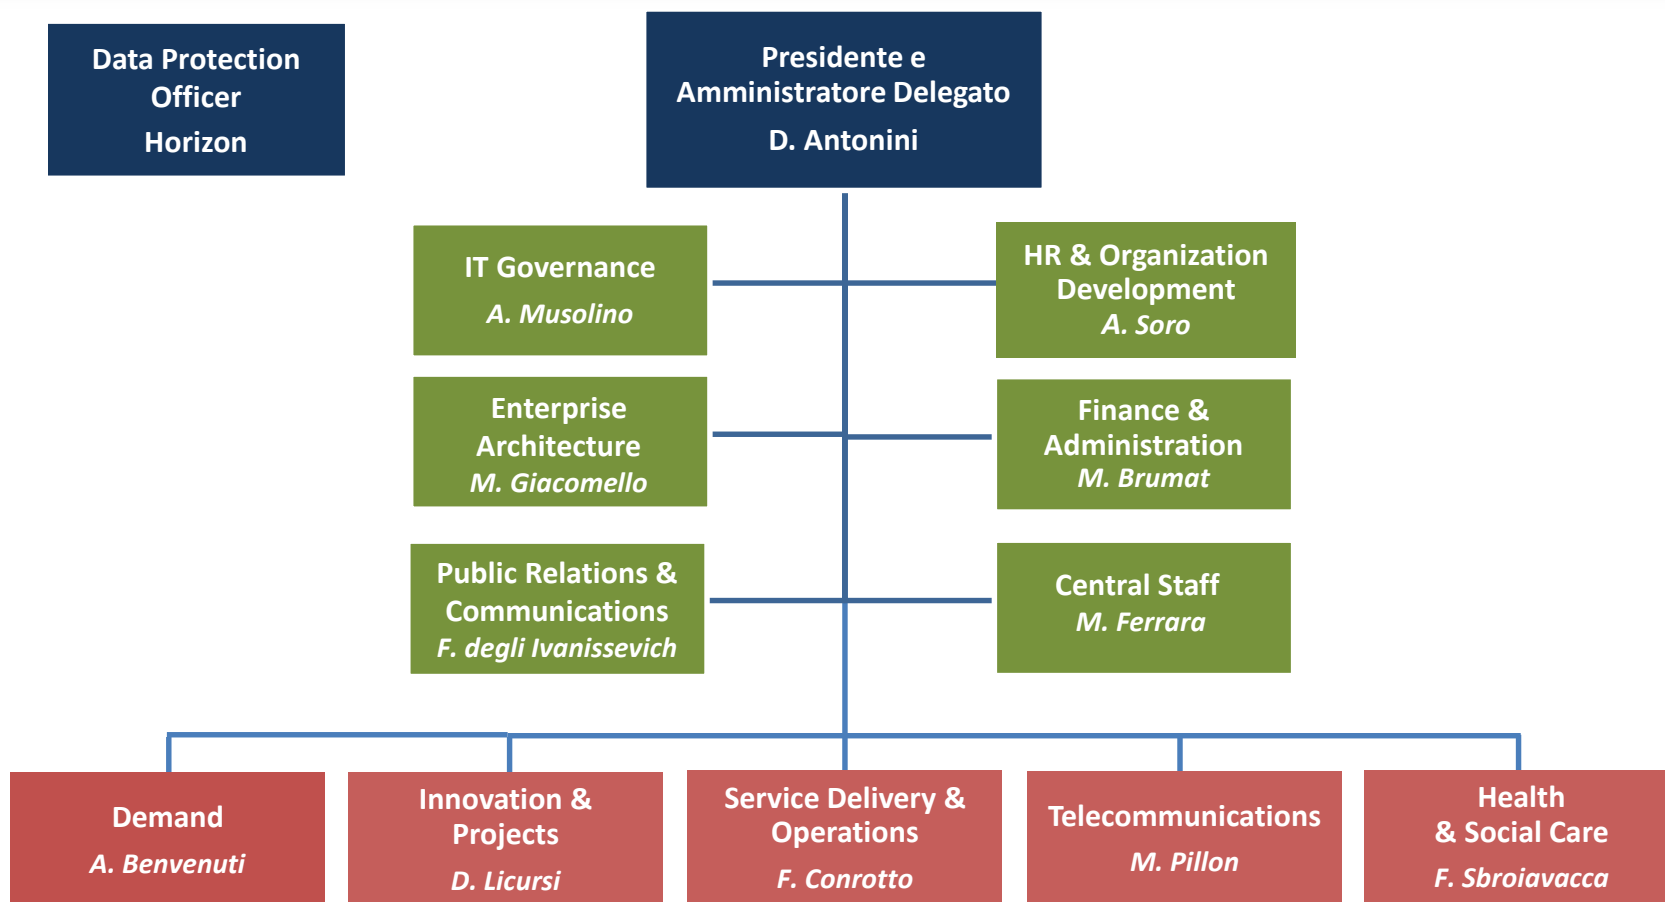 Data Protection
Officer
Horizon
Presidente e
Amministratore Delegato
D. Antonini
IT Governance
A. Musolino
HR & Organization
Development
A. Soro
Enterprise
Architecture
M. Giacomello
Finance &
Administration
M. Brumat
Public Relations &
Communications
F. degli Ivanissevich
Central Staff
M. Ferrara
Demand
A. Benvenuti
Innovation &
Projects
D. Licursi
Service Delivery &
Operations
F. Conrotto
Telecommunications
M. Pillon
Health
& Social Care
F. Sbroiavacca